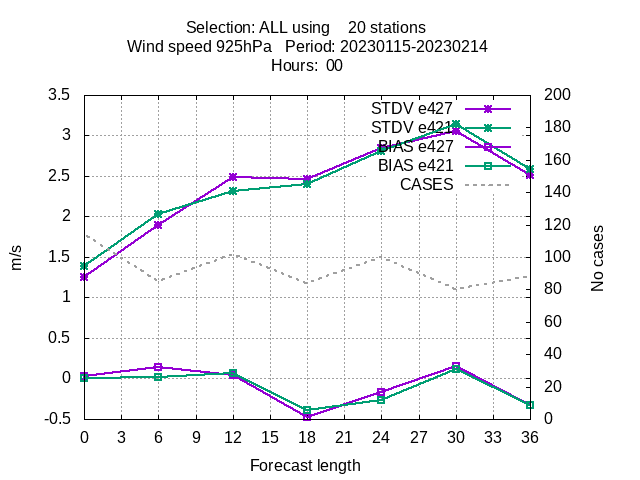 Selection: ALL using 20 stations
Wind speed 925hPa Period: 20230115-20230214
Hours: 00
3.5
3
2.5
2
1.5
1
0.5
0
-0.5
m/s
STDV e427
STDV e421
BIAS e427
BIAS e421
CASES
200
180
160
140
120
100
80
60
40
20
0
No cases
0 3 6 9 12 15 18 21 24 27 30 33 36
Forecast length